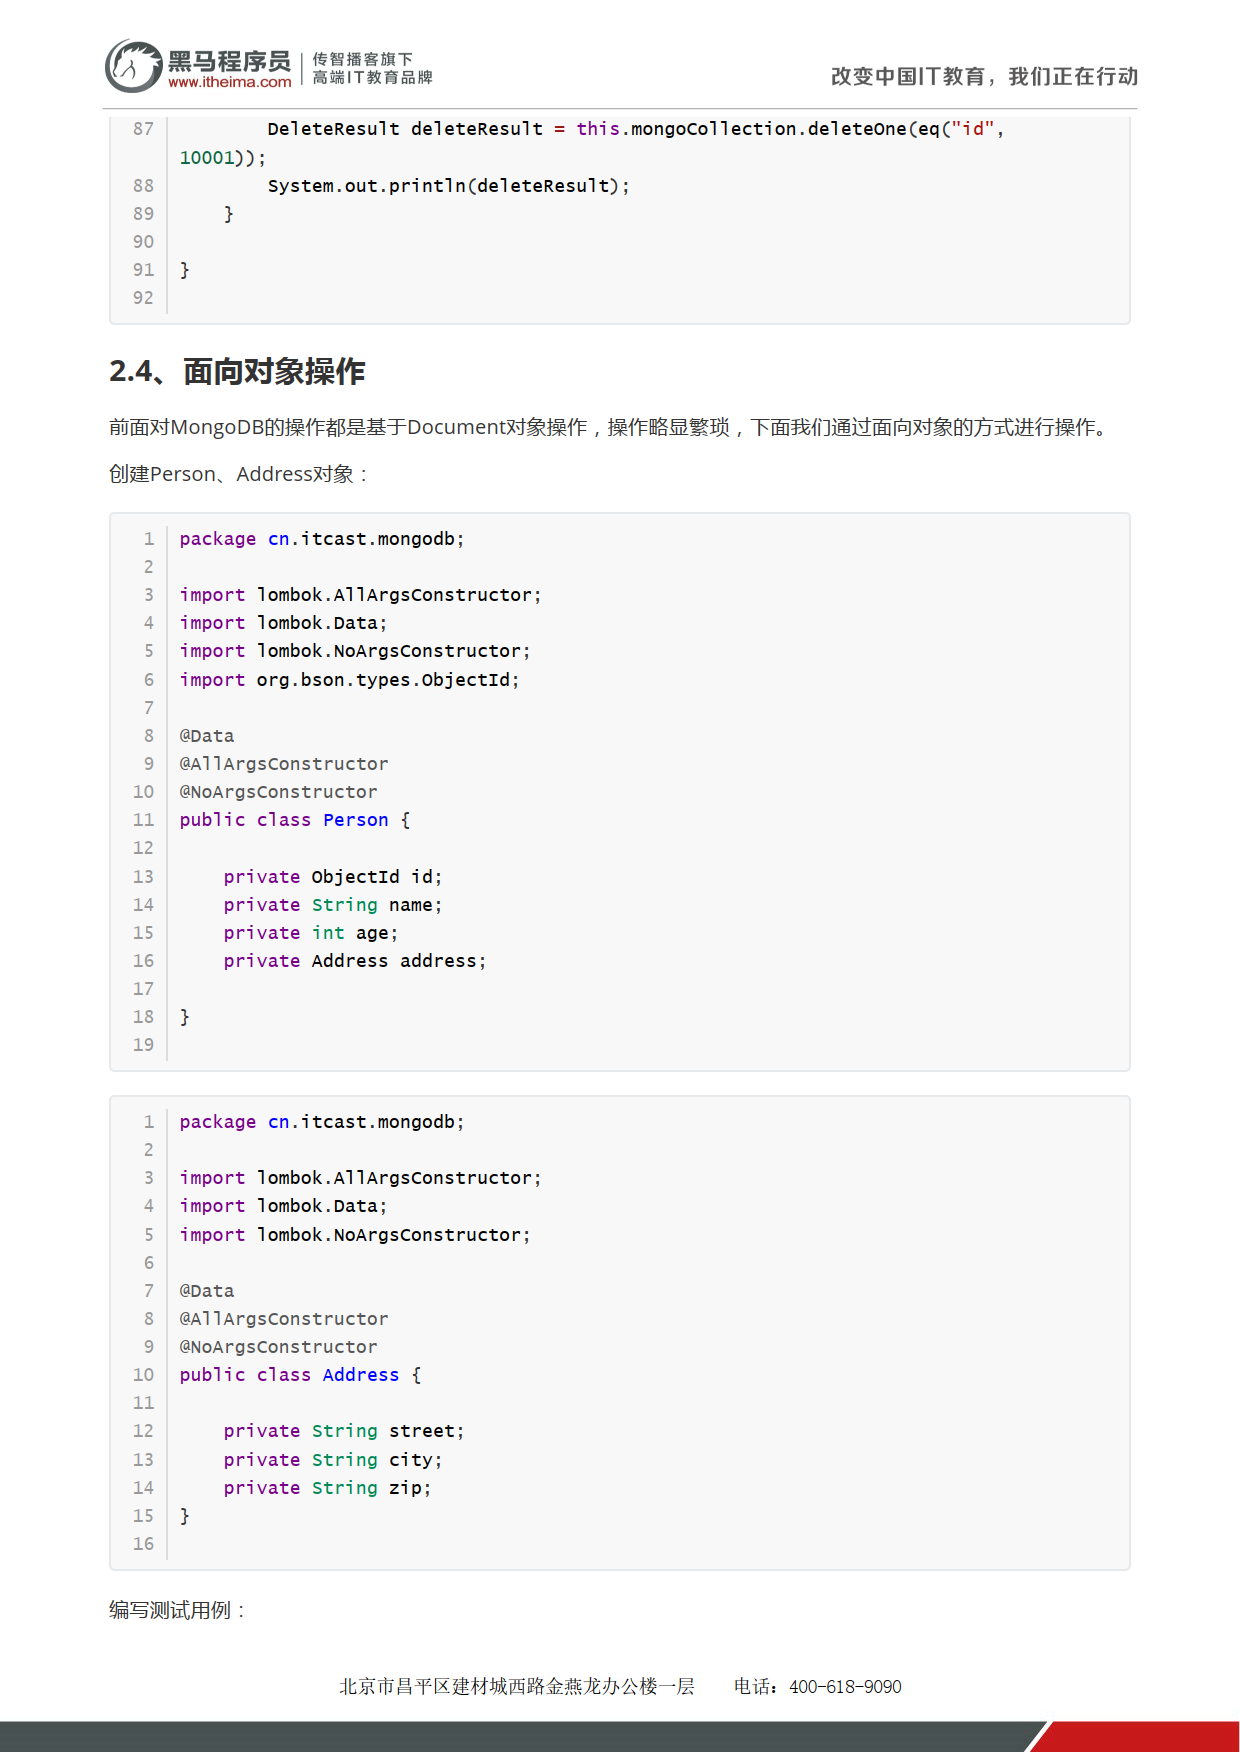 黑马程序员
www.itheima.com
传智播客旗下
高端IT教育品牌
改变中国IT教育，我们正在行动
87         DeleteResult deleteResult = this.mongoCollection.deleteOne(eq("id",
10001));
88         System.out.println(deleteResult);
89     }
90
91 }
92
2.4、面向对象操作
前面对MongoDB的操作都是基于Document对象操作，操作略显繁琐，下面我们通过面向对象的方式进行操作。
创建Person、Address对象：
1 package cn.itcast.mongodb;
2
3 import lombok.AllArgsConstructor;
4 import lombok.Data;
5 import lombok.NoArgsConstructor;
6 import org.bson.types.ObjectId;
7
8 @Data
9 @AllArgsConstructor
10 @NoArgsConstructor
11 public class Person {
12
13     private ObjectId id;
14     private String name;
15     private int age;
16     private Address address;
17
18 }
19
1 package cn.itcast.mongodb;
2
3 import lombok.AllArgsConstructor;
4 import lombok.Data;
5 import lombok.NoArgsConstructor;
6
7 @Data
8 @AllArgsConstructor
9 @NoArgsConstructor
10 public class Address {
11
12     private String street;
13     private String city;
14     private String zip;
15 }
16
编写测试用例：
北京市昌平区建材城西路金燕龙办公楼一层 电话：400-618-9090